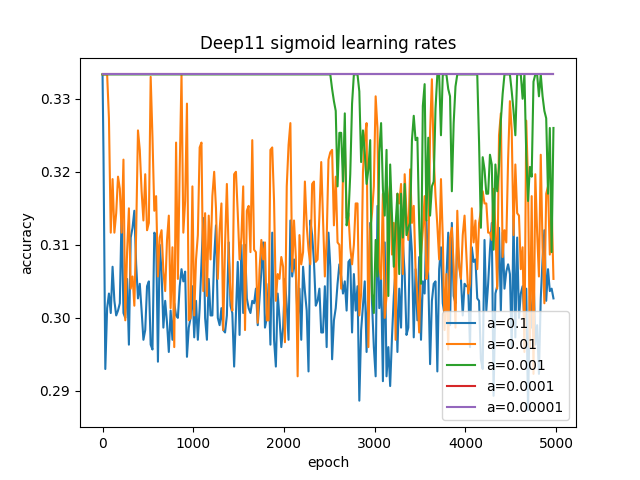 Deep11 sigmoid learning rates
0.33
0.32
0.31
0.30
0.29
accuracy
0
1000
2000
3000
4000
5000
epoch
a=0.1
a=0.01
a=0.001
a=0.0001
a=0.00001